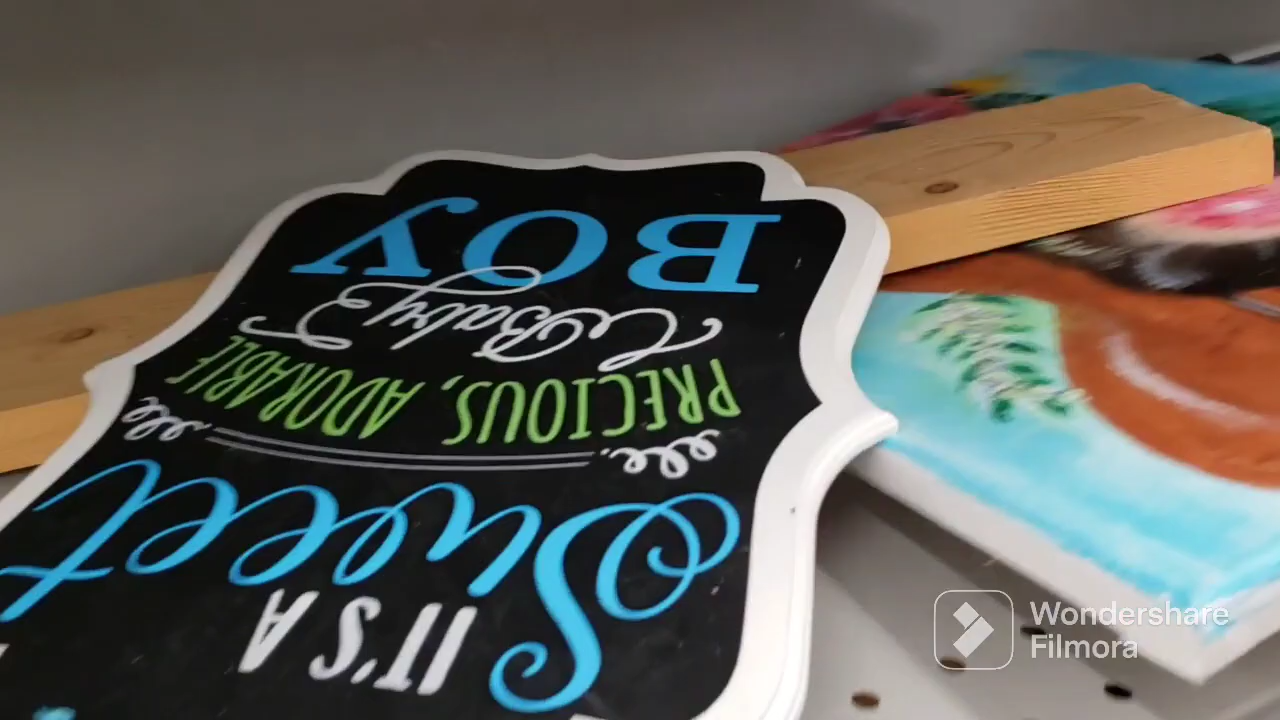 IT'S A
Sweet
PRECIOUS, ADORABLE
Baby
BOY
Wondershare
Filmora